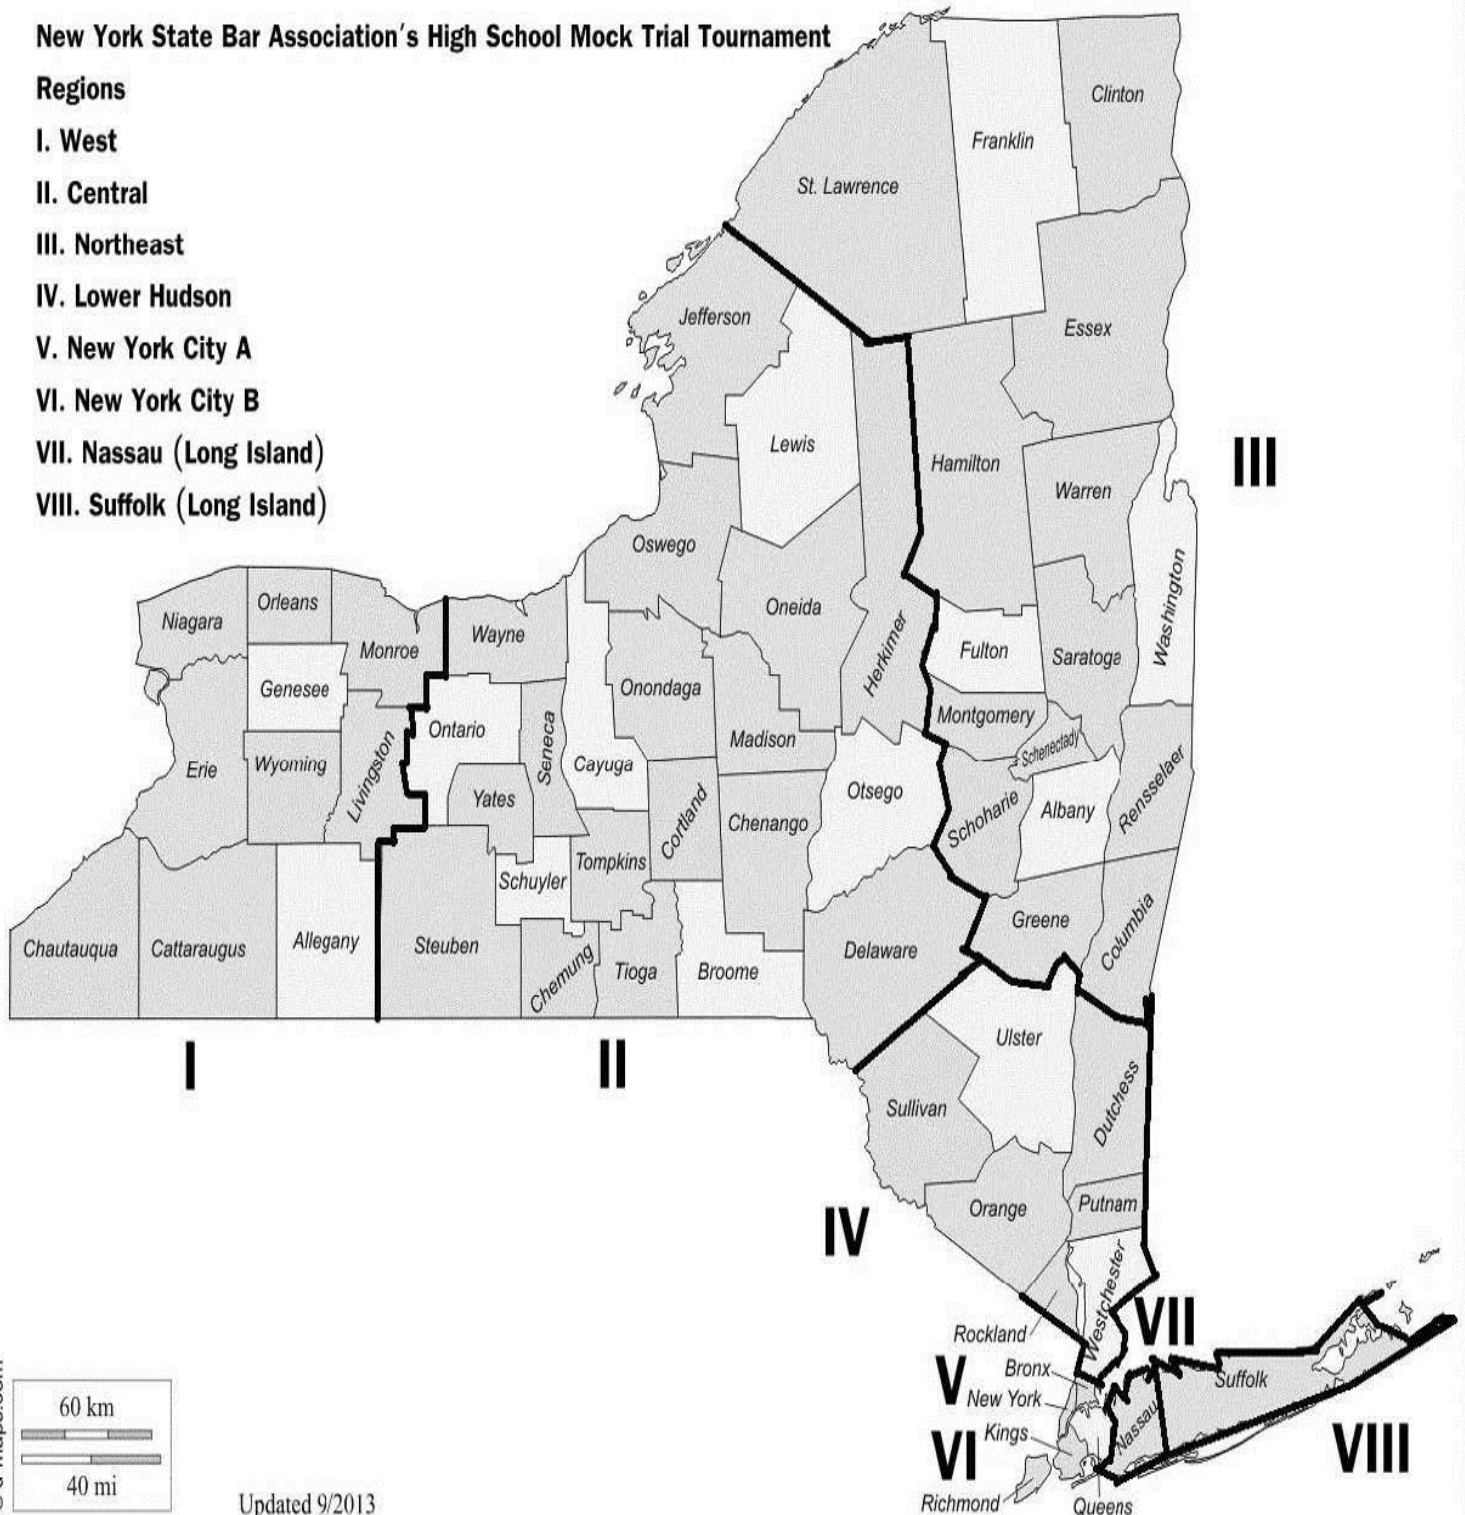 New York State Bar Association's High School Mock Trial Tournament
Regions
I. West
II. Central
III. Northeast
IV. Lower Hudson
V. New York City A
VI. New York City B
VII. Nassau (Long Island)
VIII. Suffolk (Long Island)
Clinton
Franklin
St. Lawrence
Jefferson
Essex
Lewis
Hamilton
III
Warren
Oswego
Washington
Orleans
Niagara
Oneida
Wayne
Monroe
Herkimer
Fulton
Saratoga
Genesee
Onondaga
Montgomery
Ontario
Seneca
Madison
Schenectady
Erie
Wyoming
Livingston
Cayuga
Otsego
Rensselaer
Yates
Cortland
Chenango
Schoharie
Albany
Tompkins
Schuyler
Greene
Columbia
Chautauqua
Cattaraugus
Allegany
Steuben
Chemung
Tioga
Broome
Delaware
I
II
Ulster
Sullivan
Dutchess
IV
Orange
Putnam
Westchester
VII
Rockland
V
Bronx
New York
Suffolk
VI
Kings
Nassau
VIII
Richmond
Queens
60 km
40 mi
Updated 9/2013